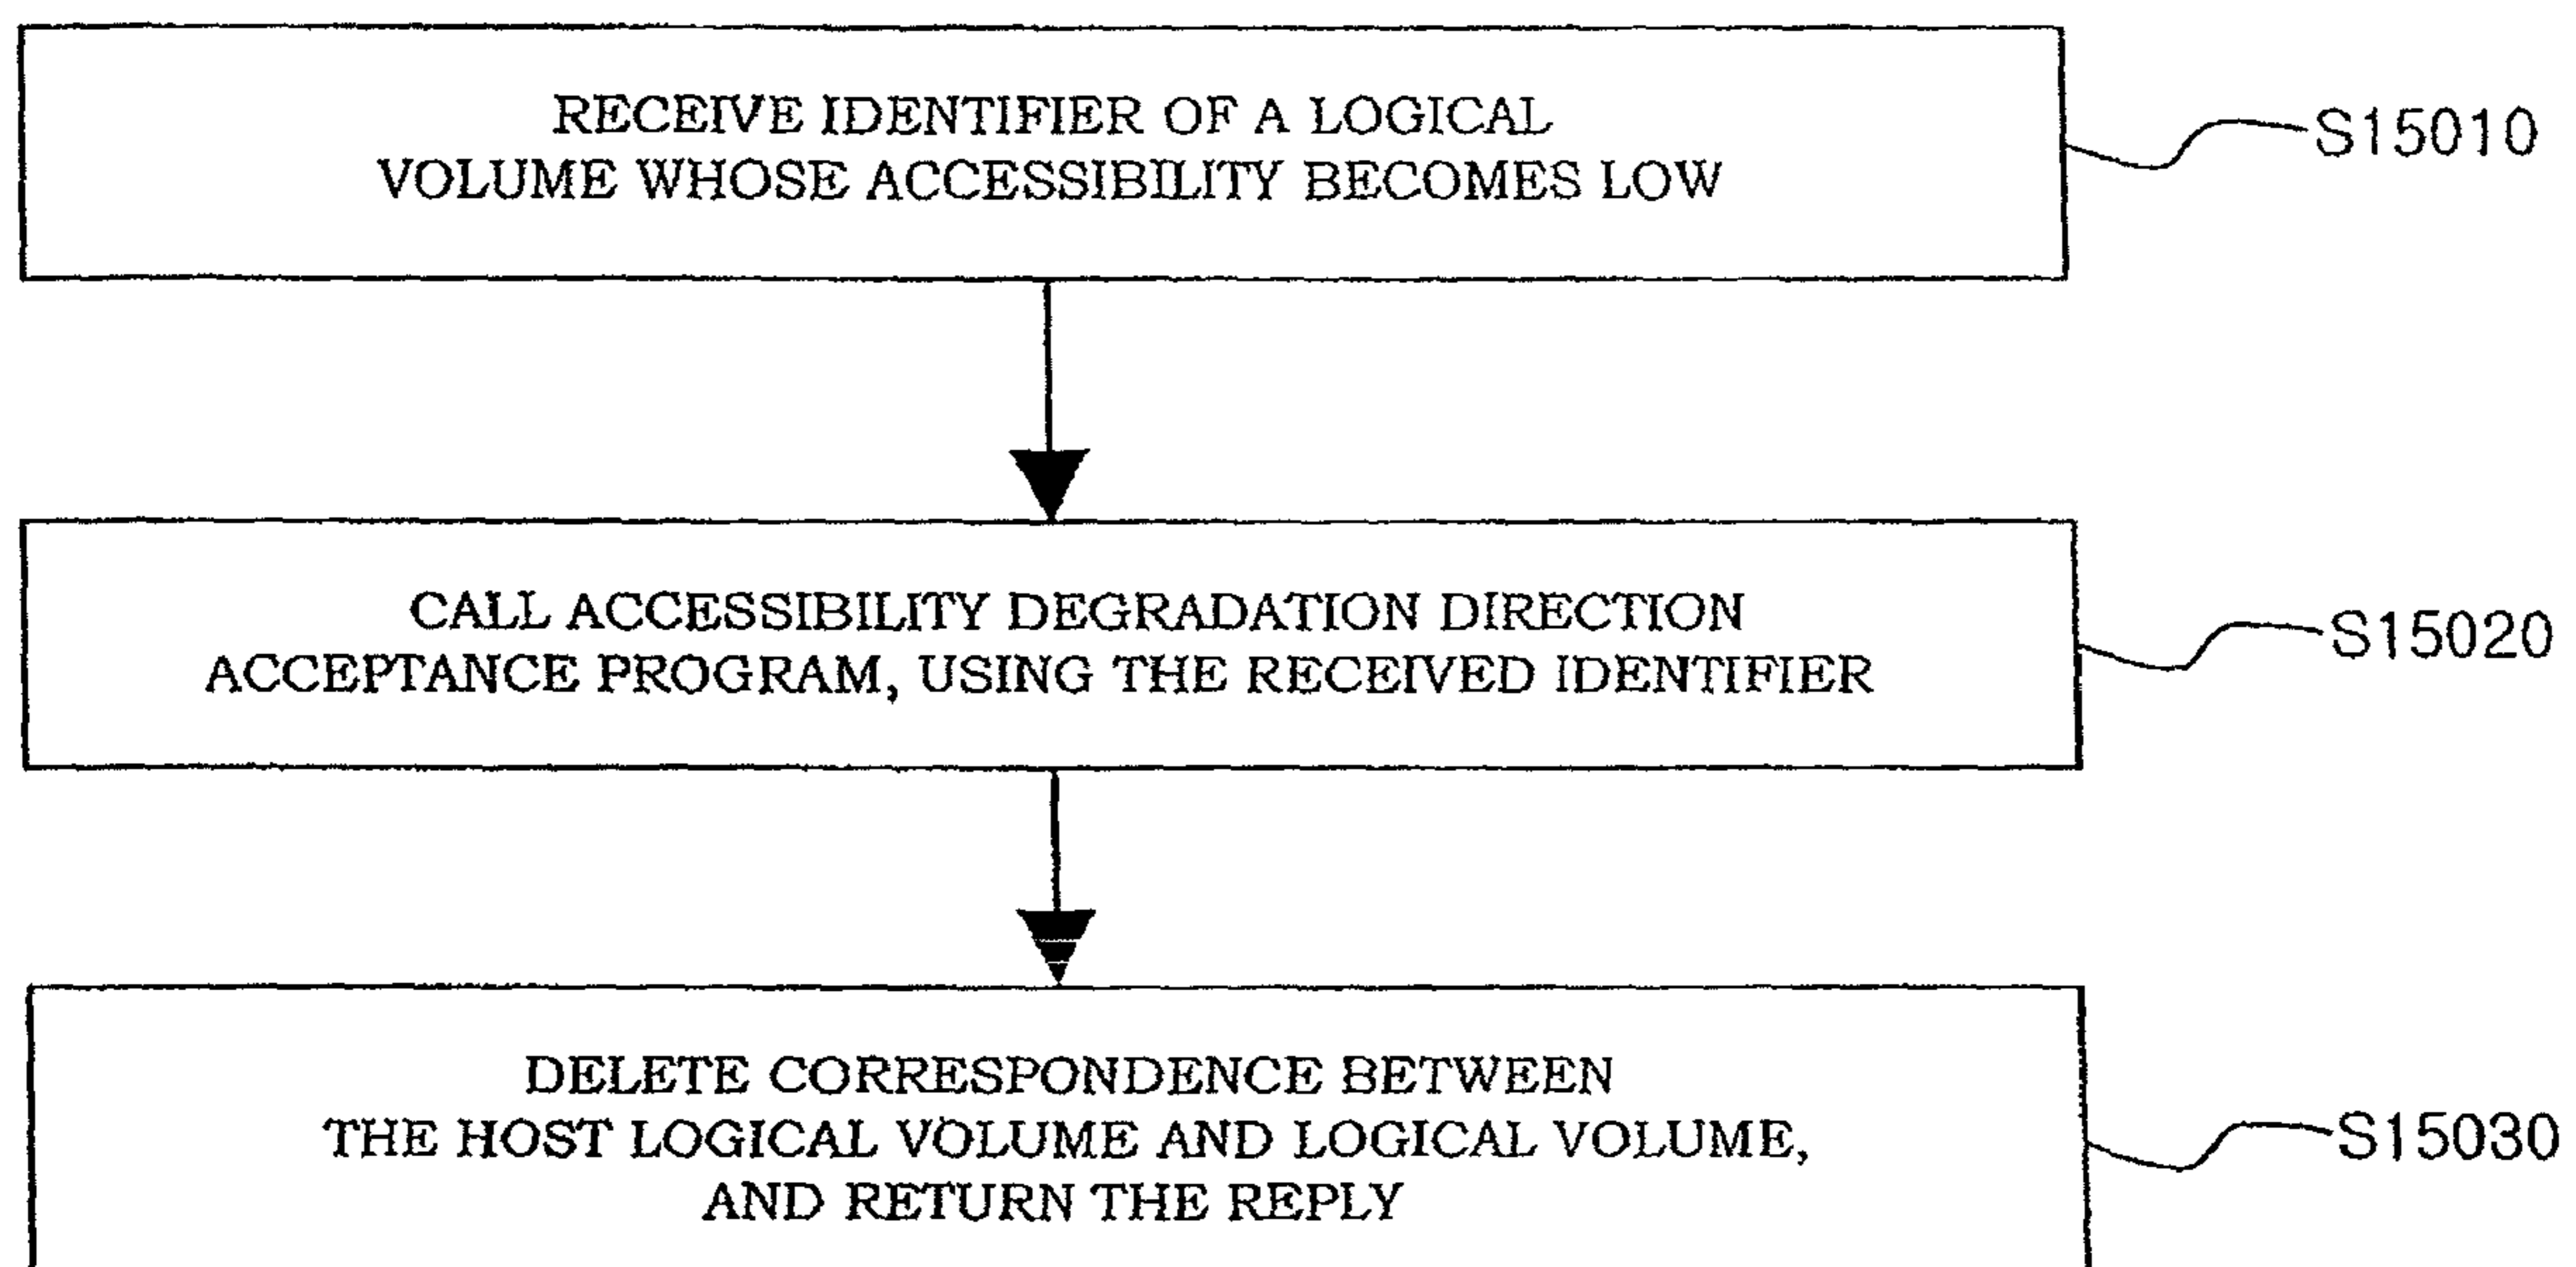 RECEIVE IDENTIFIER OF A LOGICAL
VOLUME WHOSE ACCESSIBILITY BECOMES LOW
S15010
CALL ACCESSIBILITY DEGRADATION DIRECTION
ACCEPTANCE PROGRAM, USING THE RECEIVED IDENTIFIER
S15020
DELETE CORRESPONDENCE BETWEEN
THE HOST LOGICAL VOLUME AND LOGICAL VOLUME,
AND RETURN THE REPLY
S15030